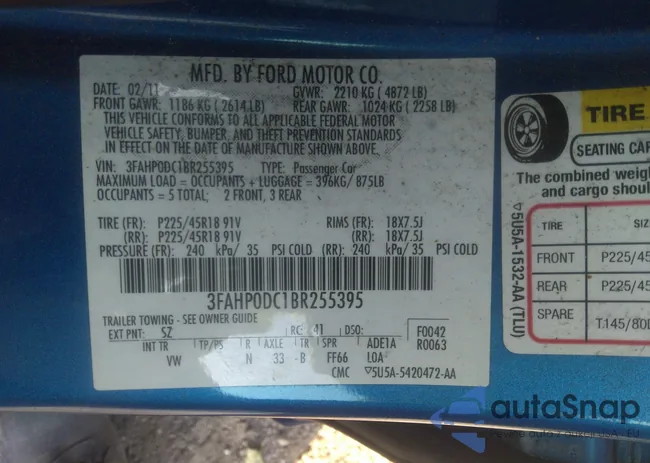 MFD. BY FORD MOTOR CO.
DATE: 02/11 GVWR: 2210 KG ( 4872 LB)
FRONT GAWR: 1186 KG ( 2614 LB) REAR GAWR: 1024 KG ( 2258 LB)
THIS VEHICLE CONFORMS TO ALL APPLICABLE FEDERAL MOTOR
VEHICLE SAFETY, BUMPER, AND THEFT PREVENTION STANDARDS
IN EFFECT ON THE DATE OF MANUFACTURE SHOWN ABOVE.
VIN: 3FAHP0DC1BR255395 TYPE: Passenger Car
MAXIMUM LOAD = OCCUPANTS + LUGGAGE = 396KG/ 875LB
OCCUPANTS = 5 TOTAL: 2 FRONT, 3 REAR
TIRE (FR): P225/45R18 91V RIMS (FR): 18X7.5J
(RR): P225/45R18 91V (RR): 18X7.5J
PRESSURE (FR): 240 kPa/ 35 PSI COLD (RR): 240 kPa/ 35 PSI COLD
3FAHP0DC1BR255395
TRAILER TOWING - SEE OWNER GUIDE
EXT PNT: SZ RC: 41 DSO: F0042
INT TR TP/PS R AXLE TR SPR ADE1A R0063
VW N 33 -B FF66 LOA
CMC ▽5U5A-5420472-AA
TIRE
SEATING CAP
The combined weig
and cargo shoul
▽5U5A-1532-AA (TLU)
TIRE SIZ
FRONT P225/45
REAR P225/45
SPARE T.145/80
autaSnap